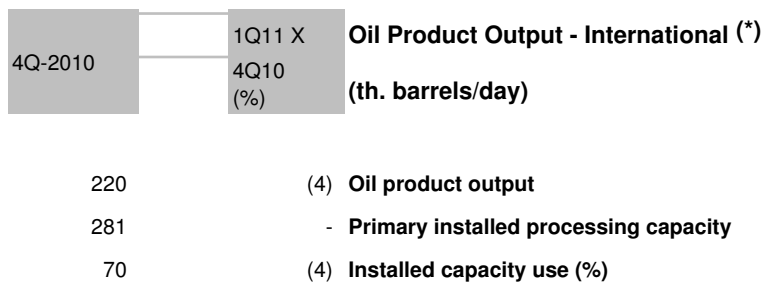 4Q-2010
1Q11 X
4Q10
(%)
Oil Product Output - International (*)
(th. barrels/day)
220 (4) Oil product output
281 - Primary installed processing capacity
70 (4) Installed capacity use (%)